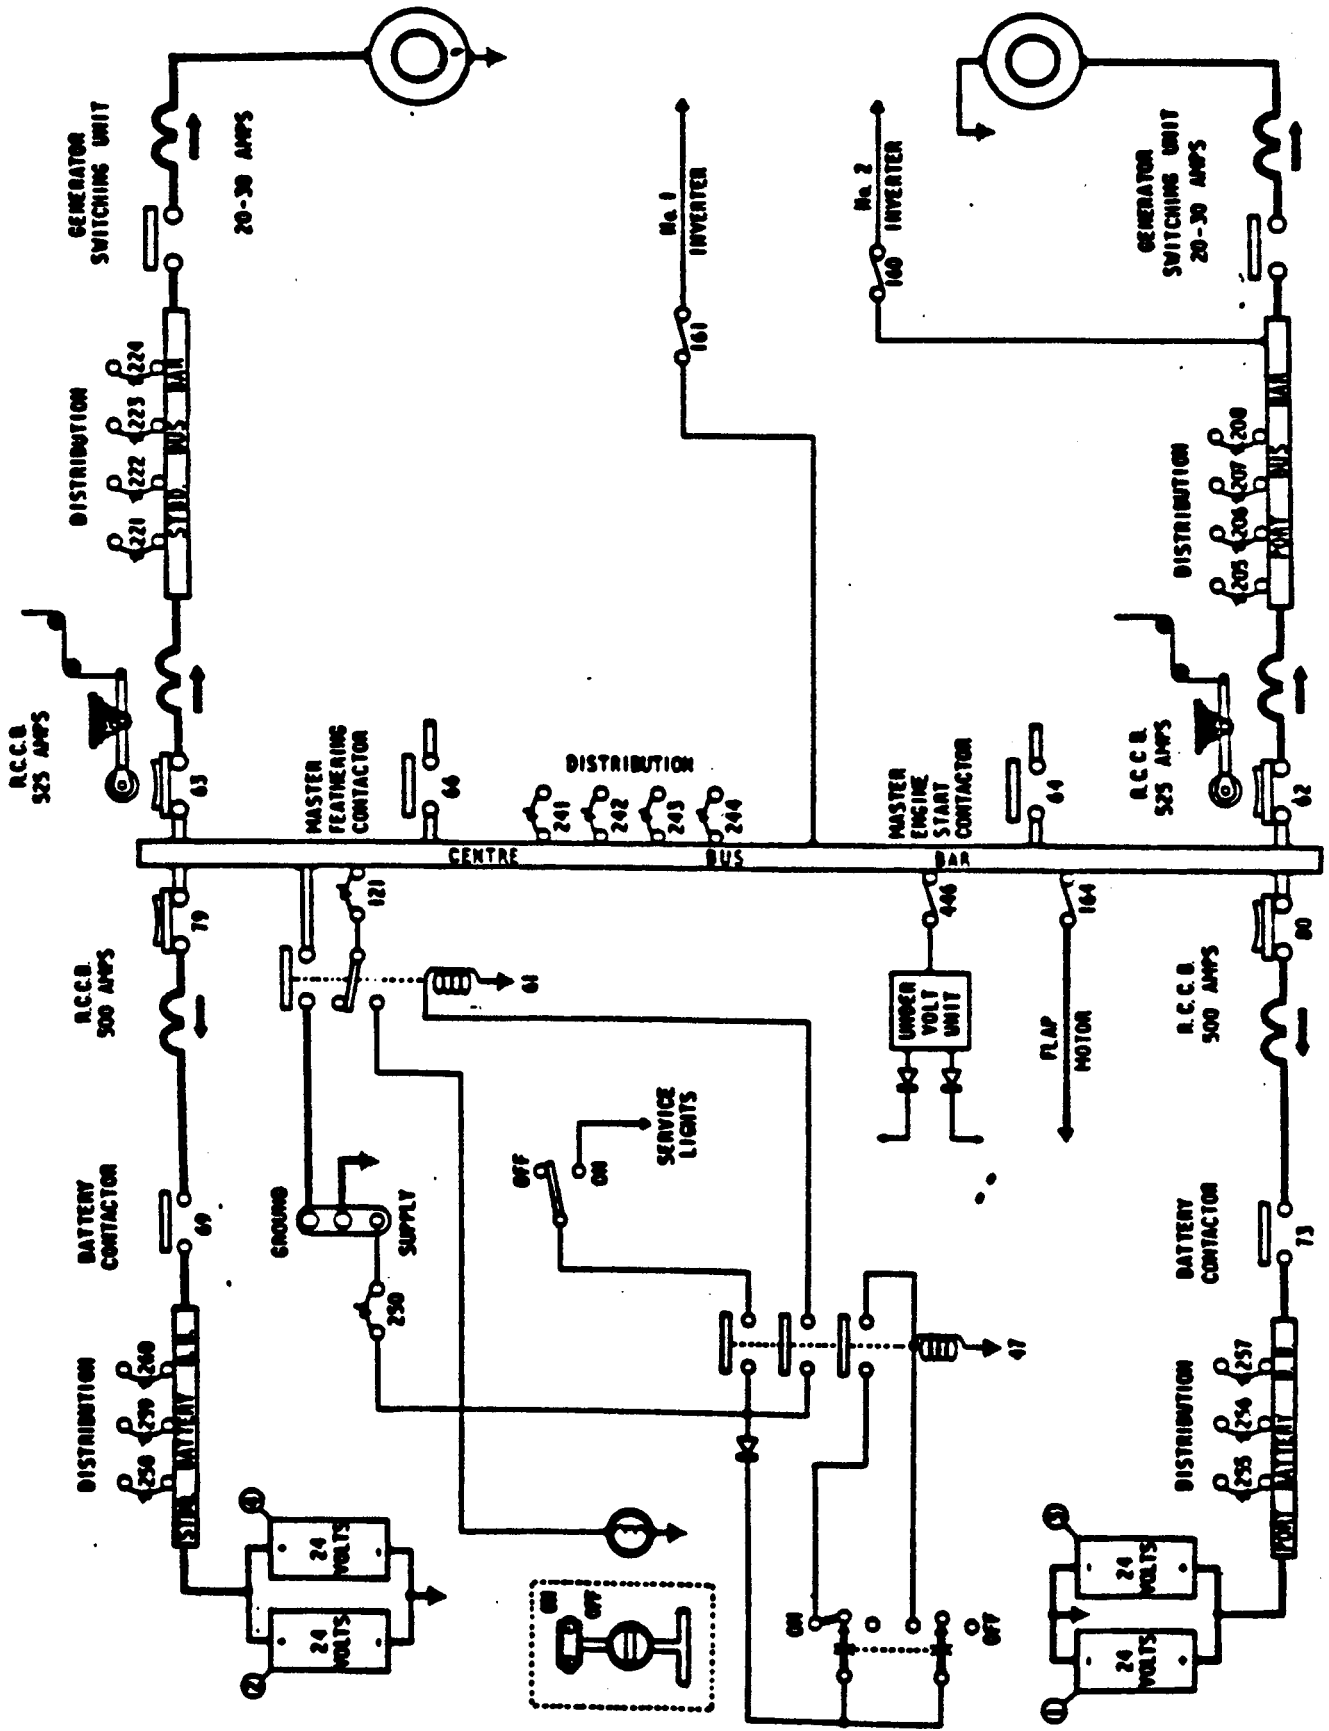 DISTRIBUTION
258 259 260
STBD BATTERY B.B.
BATTERY
CONTACTOR
69
R.C.C.B.
500 AMPS
79
R.C.C.B.
525 AMPS
63
DISTRIBUTION
221 222 223 224
STBD. BUS BAR
GENERATOR
SWITCHING UNIT
20-30 AMPS
2
24
VOLTS
4
24
VOLTS
GROUND
SUPPLY
250
121
61
MASTER
FEATHERING
CONTACTOR
66
CENTRE BUS BAR
DISTRIBUTION
241
242
243
244
ON
OFF
OFF
ON
SERVICE
LIGHTS
No. 1
INVERTER
161
No. 2
INVERTER
160
ON
OFF
47
UNDER
VOLT
UNIT
446
FLAP
MOTOR
164
MASTER
ENGINE
START
CONTACTOR
64
1
24
VOLTS
3
24
VOLTS
DISTRIBUTION
255 256 257
PORT BATTERY B.B.
BATTERY
CONTACTOR
73
R.C.C.B.
500 AMPS
80
R.C.C.B.
525 AMPS
62
DISTRIBUTION
205 206 207 208
PORT BUS BAR
GENERATOR
SWITCHING UNIT
20-30 AMPS